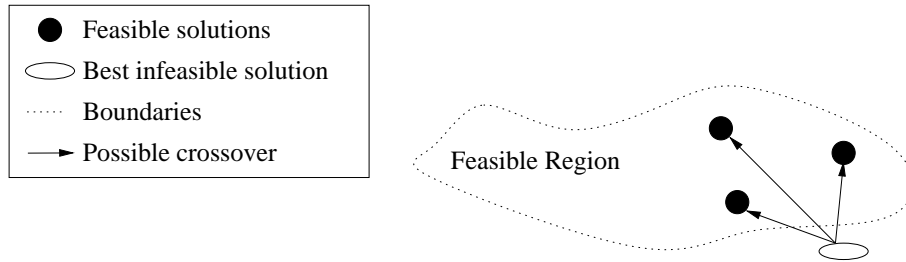 Feasible solutions
Best infeasible solution
Boundaries
Possible crossover
Feasible Region